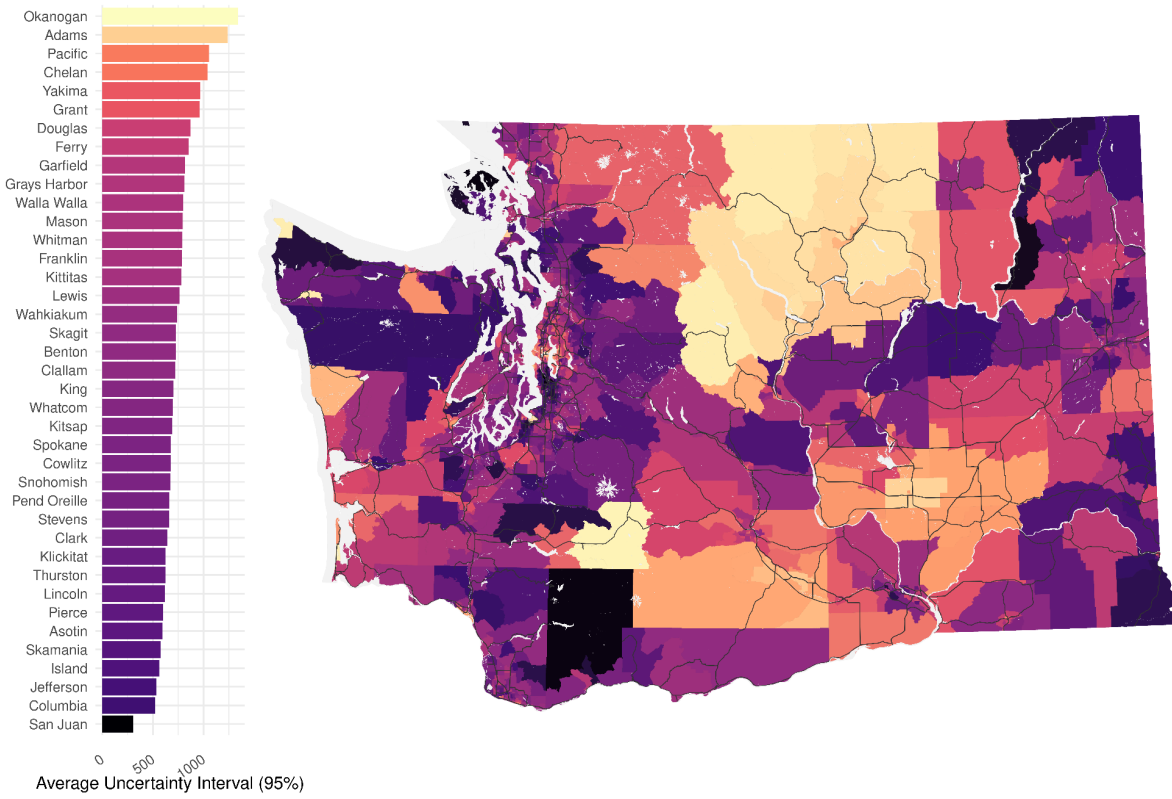 Okanogan
Adams
Pacific
Chelan
Yakima
Grant
Douglas
Ferry
Garfield
Grays Harbor
Walla Walla
Mason
Whitman
Franklin
Kittitas
Lewis
Wahkiakum
Skagit
Benton
Clallam
King
Whatcom
Kitsap
Spokane
Cowlitz
Snohomish
Pend Oreille
Stevens
Clark
Klickitat
Thurston
Lincoln
Pierce
Asotin
Skamania
Island
Jefferson
Columbia
San Juan
0 500 1000
Average Uncertainty Interval (95%)